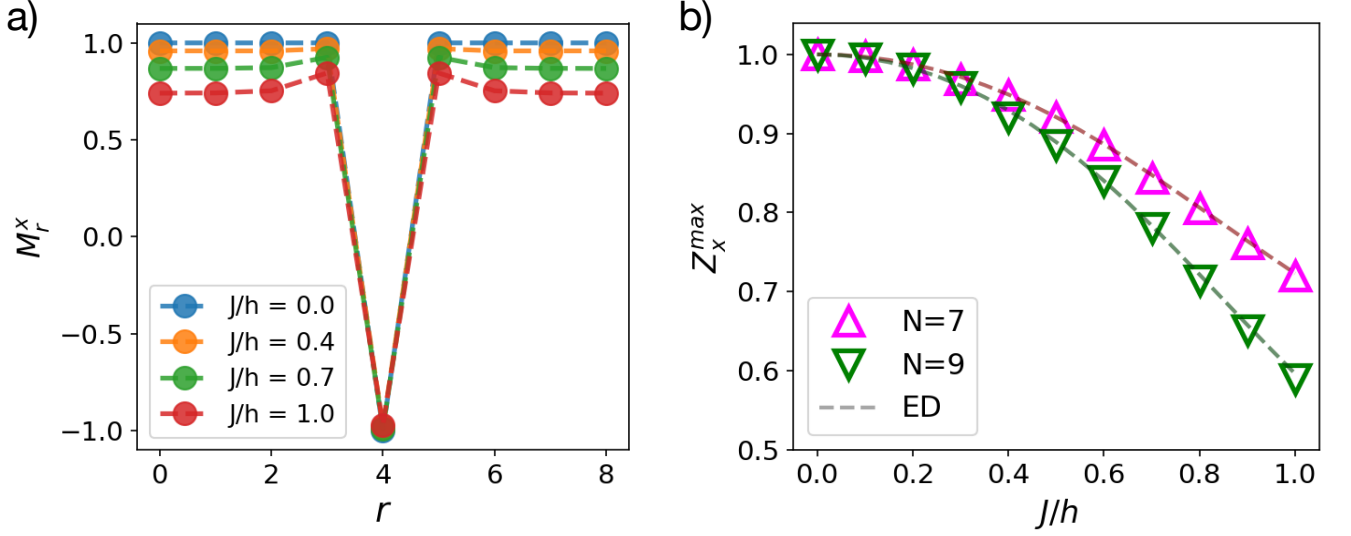 a)
1.0
0.5
0.0
−0.5
−1.0
M_r^x
J/h = 0.0
J/h = 0.4
J/h = 0.7
J/h = 1.0
0 2 4 6 8
r
b)
1.0
0.9
0.8
0.7
0.6
0.5
Z_x^{max}
N=7
N=9
ED
0.0 0.2 0.4 0.6 0.8 1.0
J/h